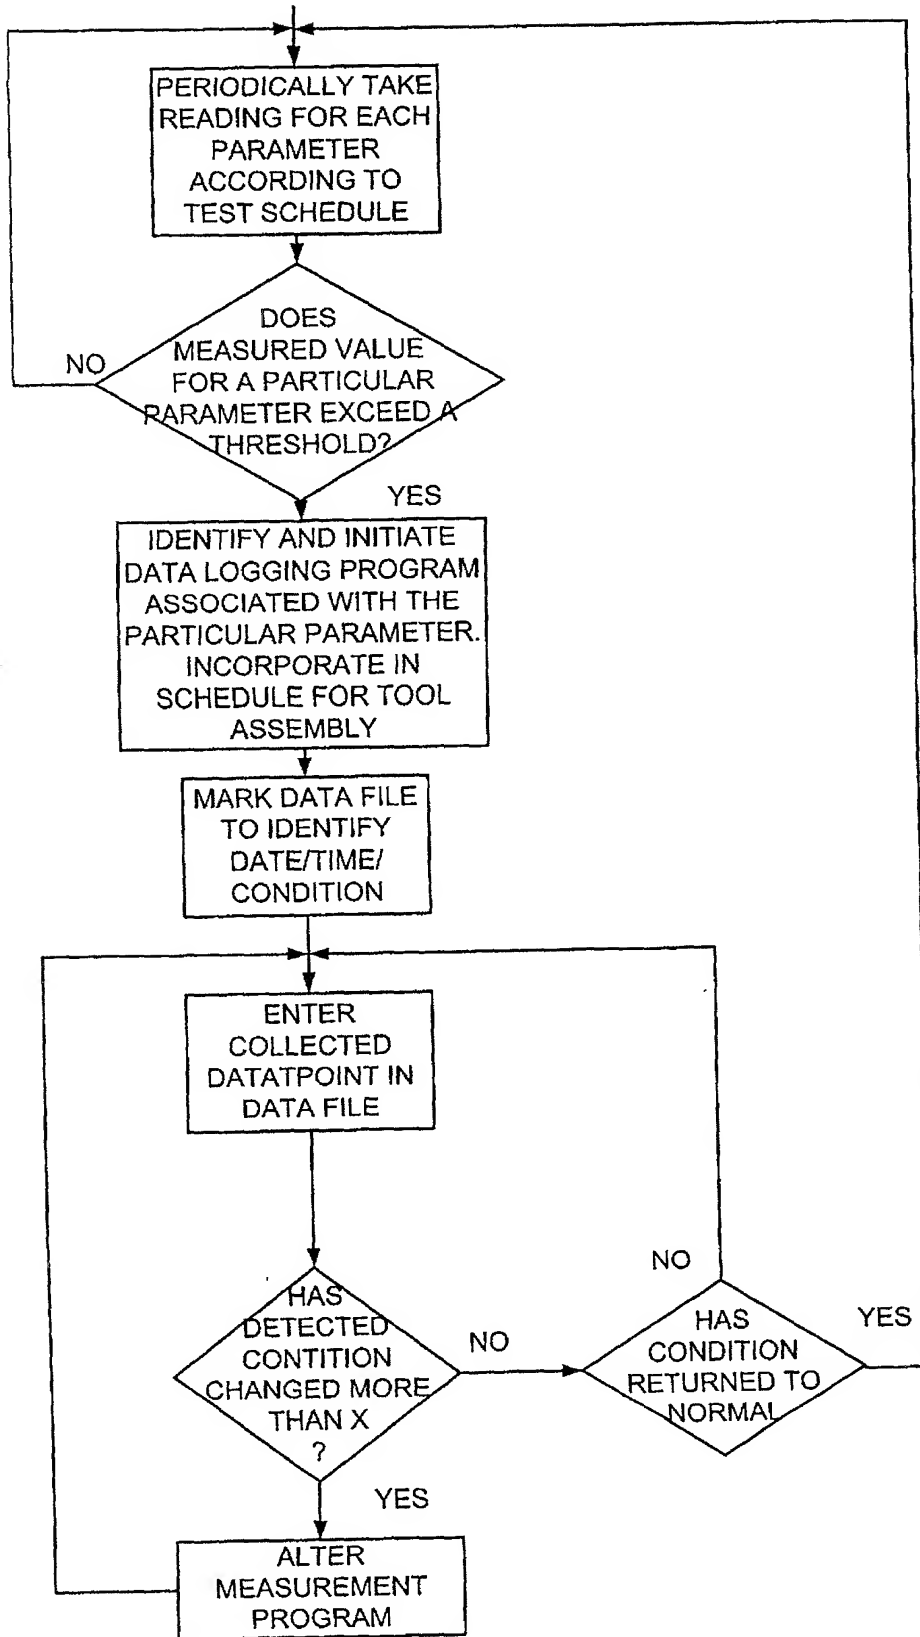 PERIODICALLY TAKE
READING FOR EACH
PARAMETER
ACCORDING TO
TEST SCHEDULE
DOES
MEASURED VALUE
FOR A PARTICULAR
PARAMETER EXCEED A
THRESHOLD?
NO
YES
IDENTIFY AND INITIATE
DATA LOGGING PROGRAM
ASSOCIATED WITH THE
PARTICULAR PARAMETER.
INCORPORATE IN
SCHEDULE FOR TOOL
ASSEMBLY
MARK DATA FILE
TO IDENTIFY
DATE/TIME/
CONDITION
ENTER
COLLECTED
DATATPOINT IN
DATA FILE
HAS
DETECTED
CONTITION
CHANGED MORE
THAN X
?
NO
YES
HAS
CONDITION
RETURNED TO
NORMAL
NO
YES
ALTER
MEASUREMENT
PROGRAM